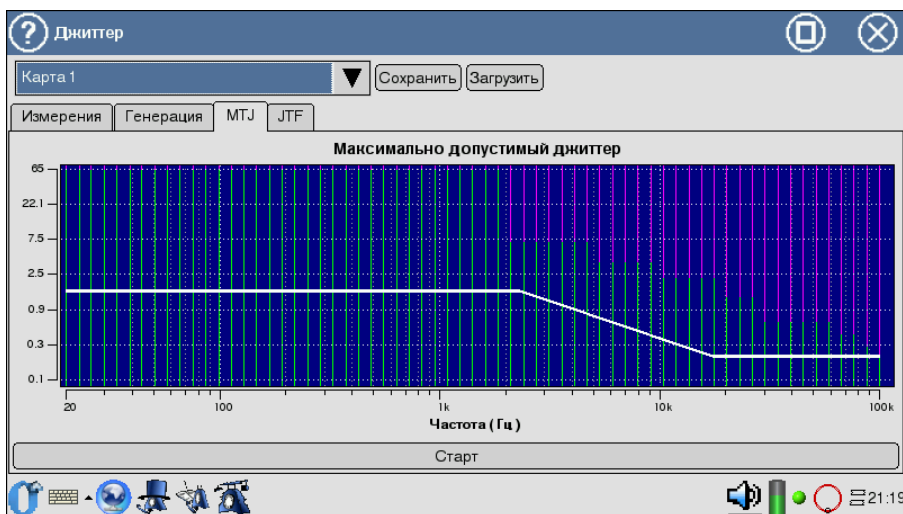 Джиттер
Карта 1
Сохранить Загрузить
Измерения Генерация MTJ JTF
Максимально допустимый джиттер
65
22.1
7.5
2.5
0.9
0.3
0.1
20 100 1k 10k 100k
Частота ( Гц )
Старт
21:19